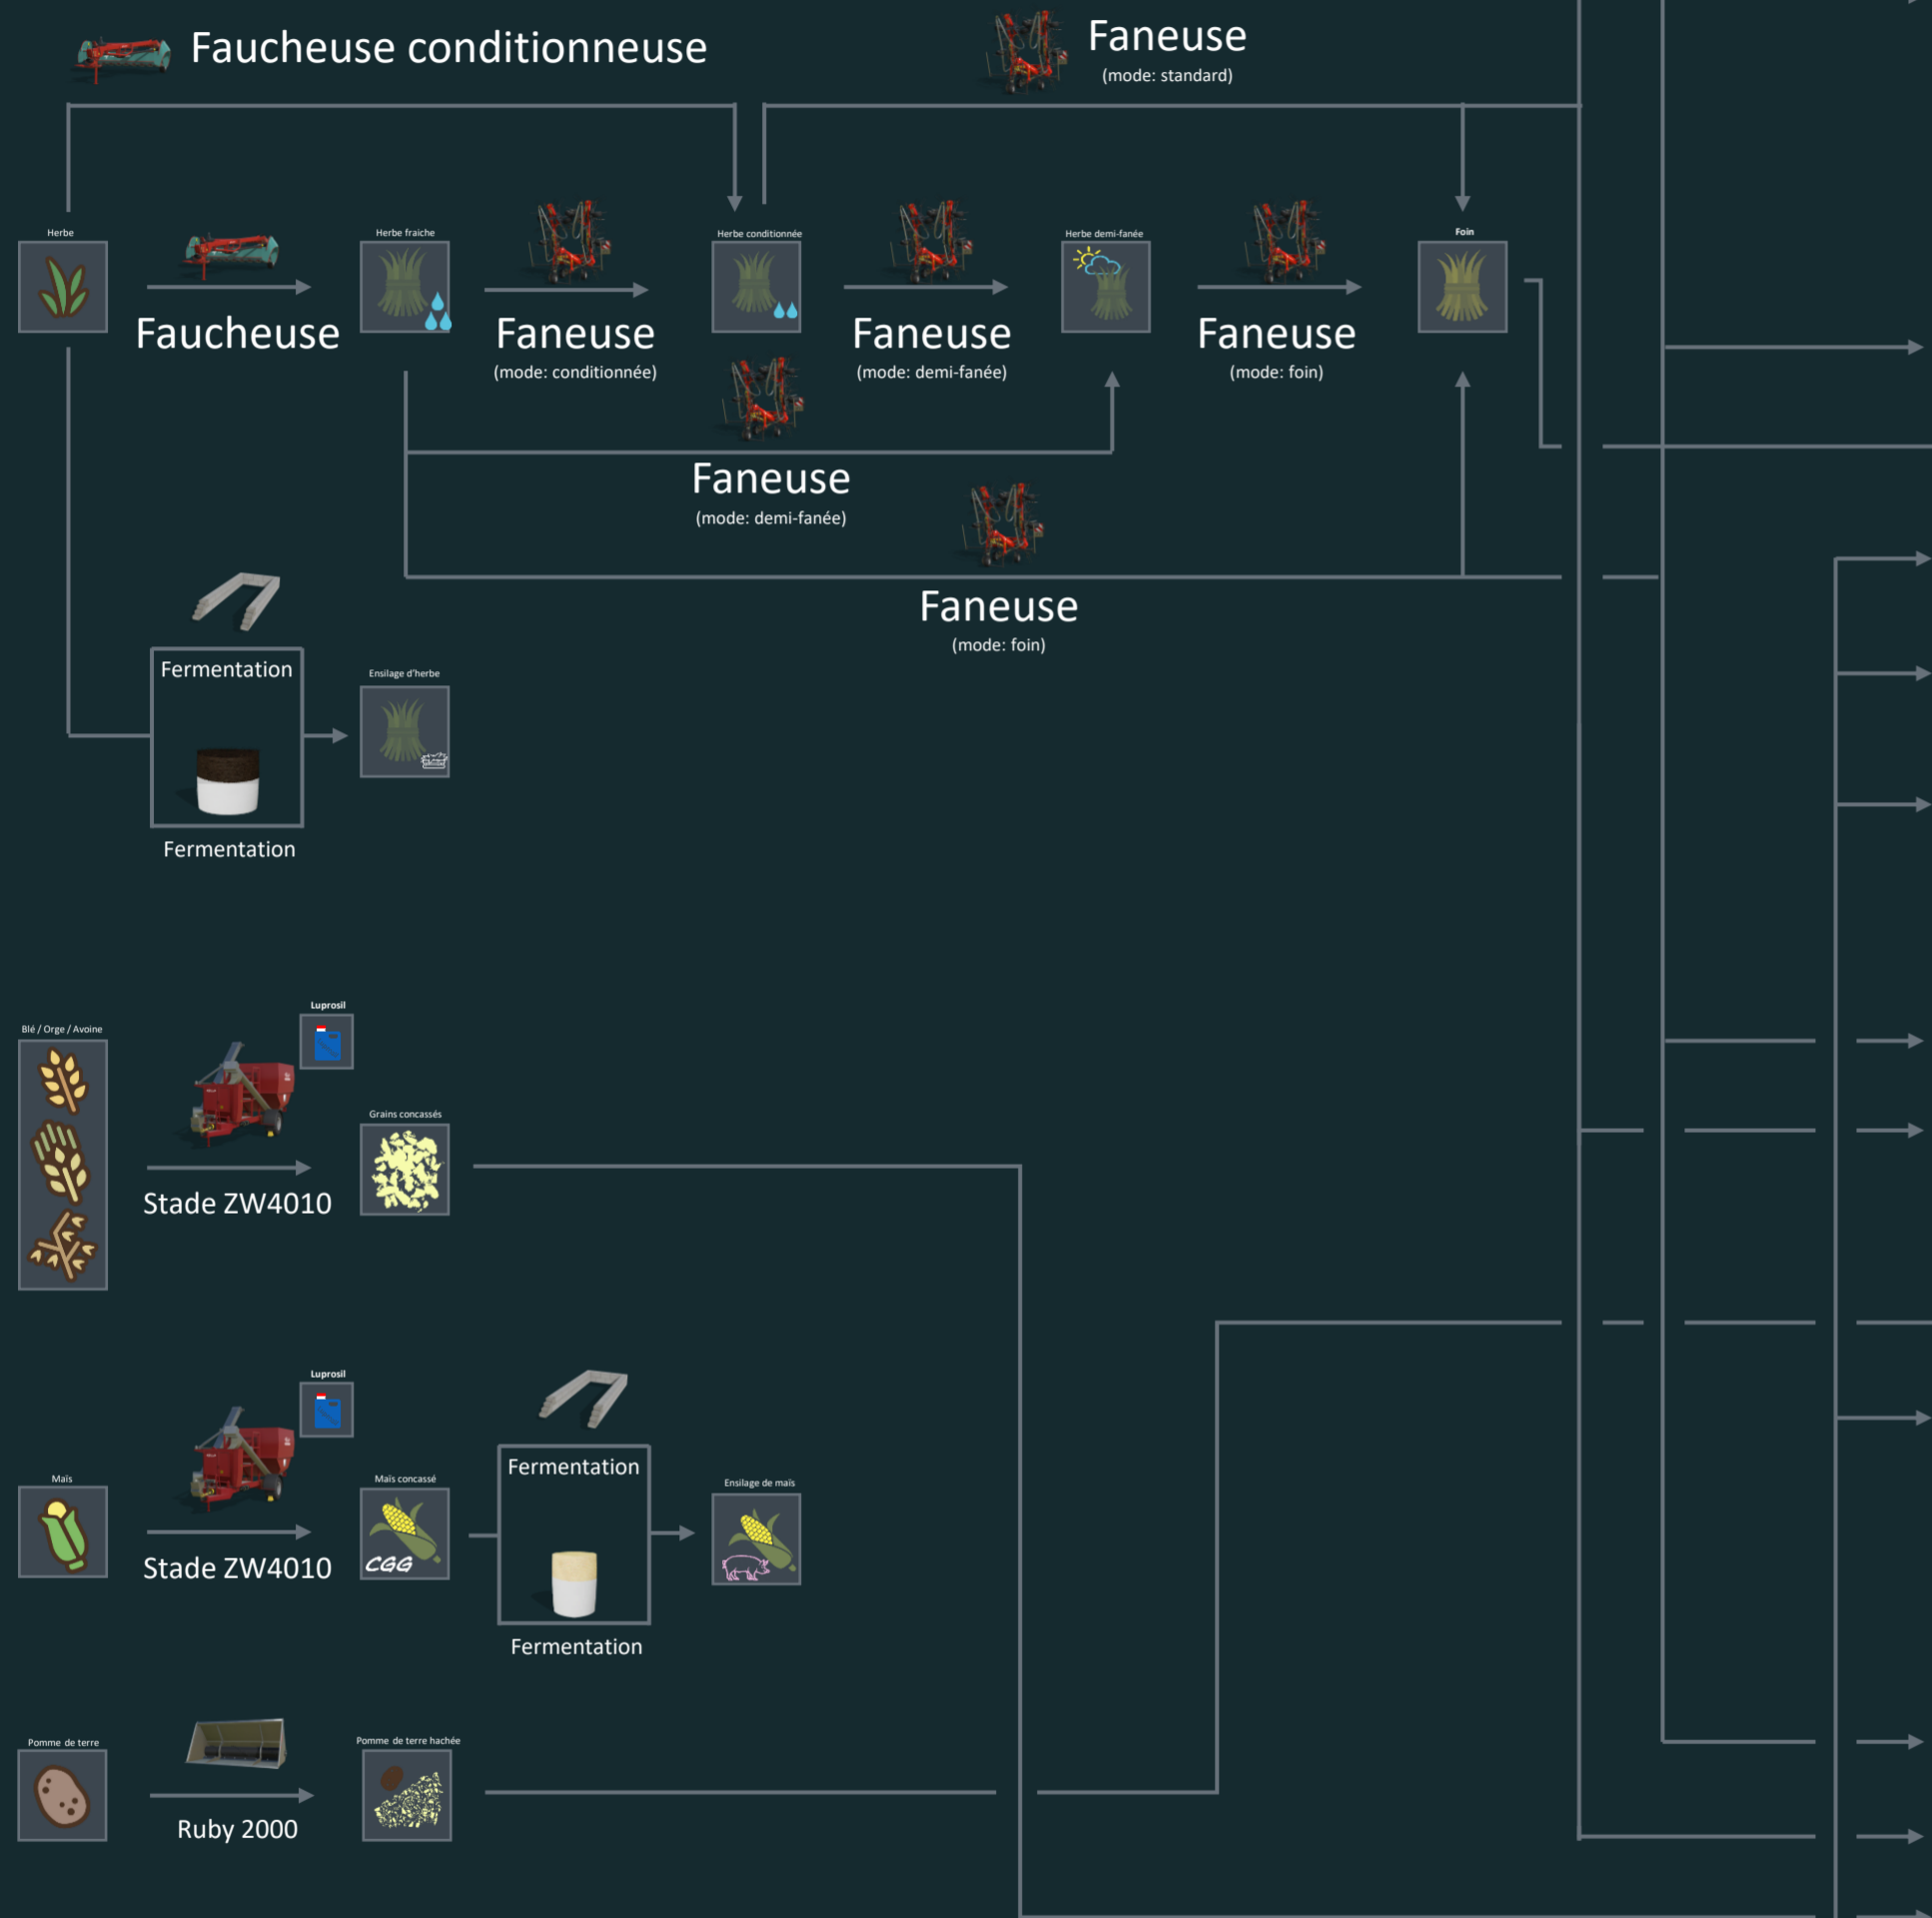 Faucheuse conditionneuse
Faneuse
(mode: standard)
Herbe
Herbe fraiche
Herbe conditionnée
Herbe demi-fanée
Foin
Faucheuse
Faneuse
(mode: conditionnée)
Faneuse
(mode: demi-fanée)
Faneuse
(mode: foin)
Faneuse
(mode: demi-fanée)
Faneuse
(mode: foin)
Fermentation
Ensilage d'herbe
Fermentation
Luprosil
Blé / Orge / Avoine
Grains concassés
Stade ZW4010
Luprosil
Maïs
Maïs concassé
CGG
Stade ZW4010
Fermentation
Ensilage de maïs
Fermentation
Pomme de terre
Pomme de terre hachée
Ruby 2000